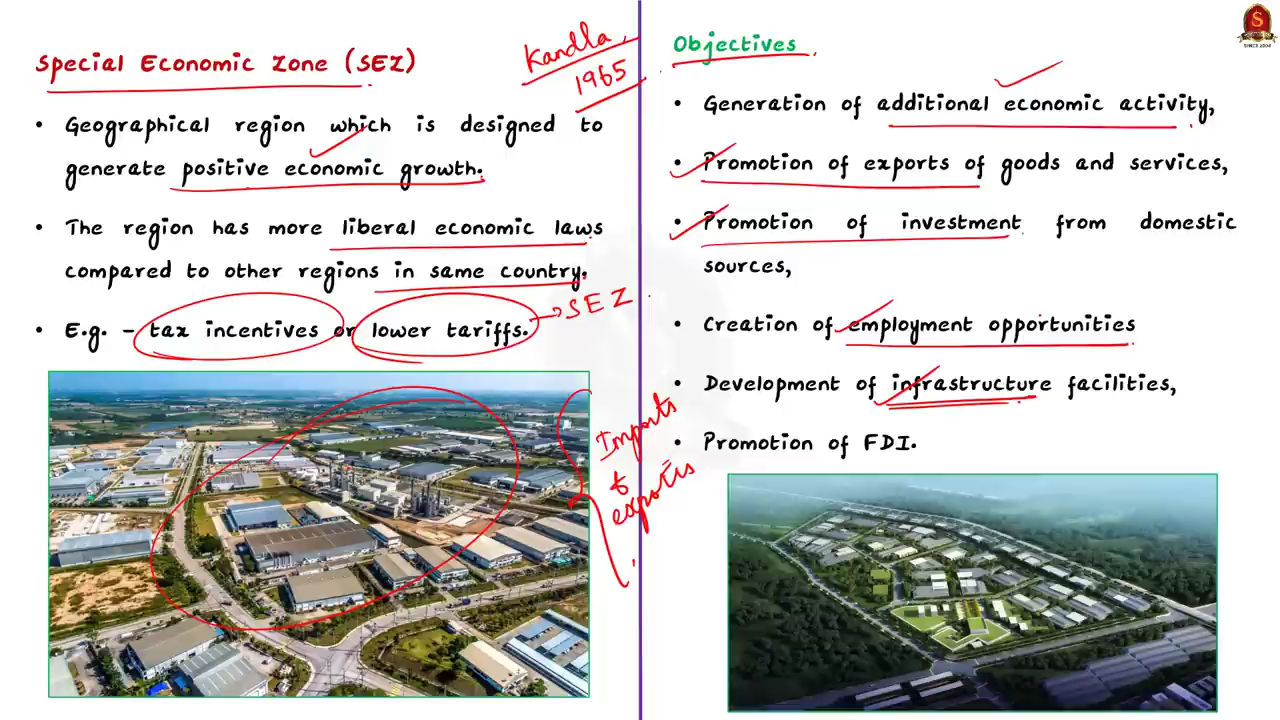 Special Economic Zone (SEZ)
Kandla,
1965
• Geographical region which is designed to
generate positive economic growth.
• The region has more liberal economic laws
compared to other regions in same country.
• E.g. - tax incentives or lower tariffs.
→ SEZ
Imports
&
exports
Objectives
• Generation of additional economic activity,
• Promotion of exports of goods and services,
• Promotion of investment from domestic
sources,
• Creation of employment opportunities
• Development of infrastructure facilities,
• Promotion of FDI.
S
SINCE 2004